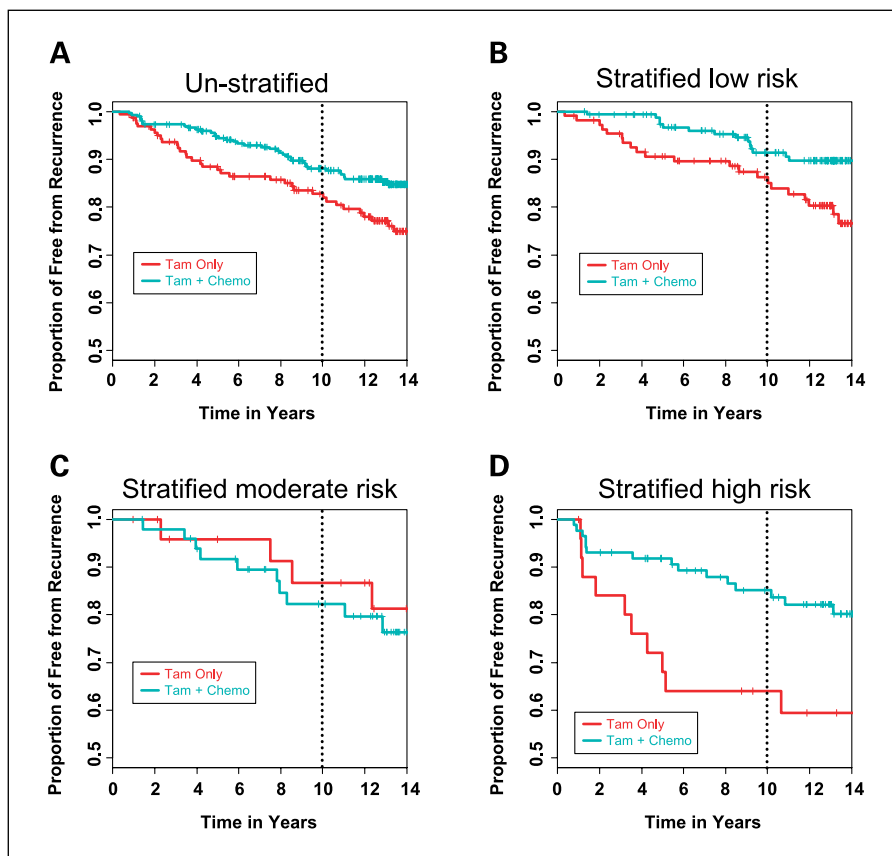 A
Un-stratified
Proportion of Free from Recurrence
1.0
0.9
0.8
0.7
0.6
0.5
Tam Only
Tam + Chemo
0 2 4 6 8 10 12 14
Time in Years
B
Stratified low risk
Proportion of Free from Recurrence
1.0
0.9
0.8
0.7
0.6
0.5
Tam Only
Tam + Chemo
0 2 4 6 8 10 12 14
Time in Years
C
Stratified moderate risk
Proportion of Free from Recurrence
1.0
0.9
0.8
0.7
0.6
0.5
Tam Only
Tam + Chemo
0 2 4 6 8 10 12 14
Time in Years
D
Stratified high risk
Proportion of Free from Recurrence
1.0
0.9
0.8
0.7
0.6
0.5
Tam Only
Tam + Chemo
0 2 4 6 8 10 12 14
Time in Years